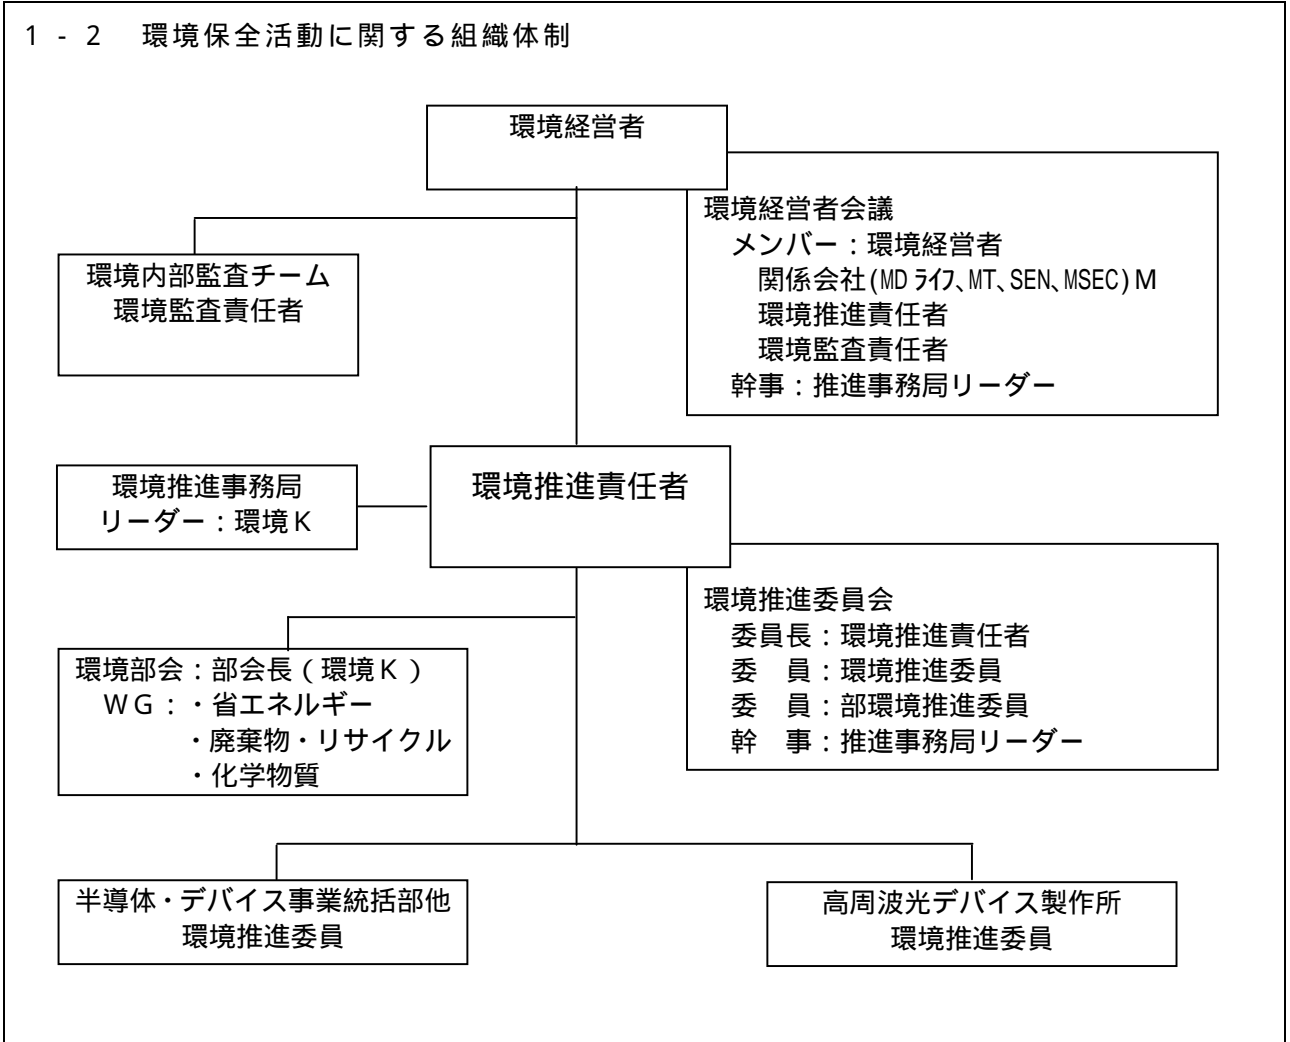 1-2 環境保全活動に関する組織体制
環境経営者
環境経営者会議
メンバー：環境経営者
関係会社(MDライフ、MT、SEN、MSEC)M
環境推進責任者
環境監査責任者
幹事：推進事務局リーダー
環境内部監査チーム
環境監査責任者
環境推進責任者
環境推進事務局
リーダー：環境K
環境推進委員会
委員長：環境推進責任者
委　員：環境推進委員
委　員：部環境推進委員
幹　事：推進事務局リーダー
環境部会：部会長（環境K）
WG：・省エネルギー
・廃棄物・リサイクル
・化学物質
半導体・デバイス事業統括部他
環境推進委員
高周波光デバイス製作所
環境推進委員